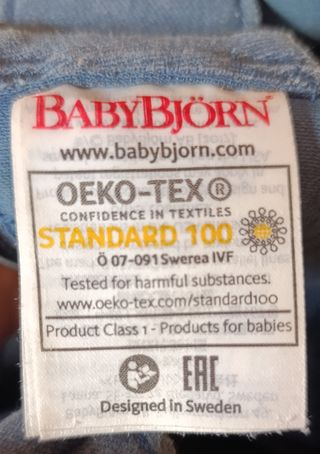 BABYBJÖRN
www.babybjorn.com
OEKO-TEX®
CONFIDENCE IN TEXTILES
STANDARD 100
Ö 07-091 Swerea IVF
Tested for harmful substances.
www.oeko-tex.com/standard100
Product Class 1 - Products for babies
EAC
Designed in Sweden